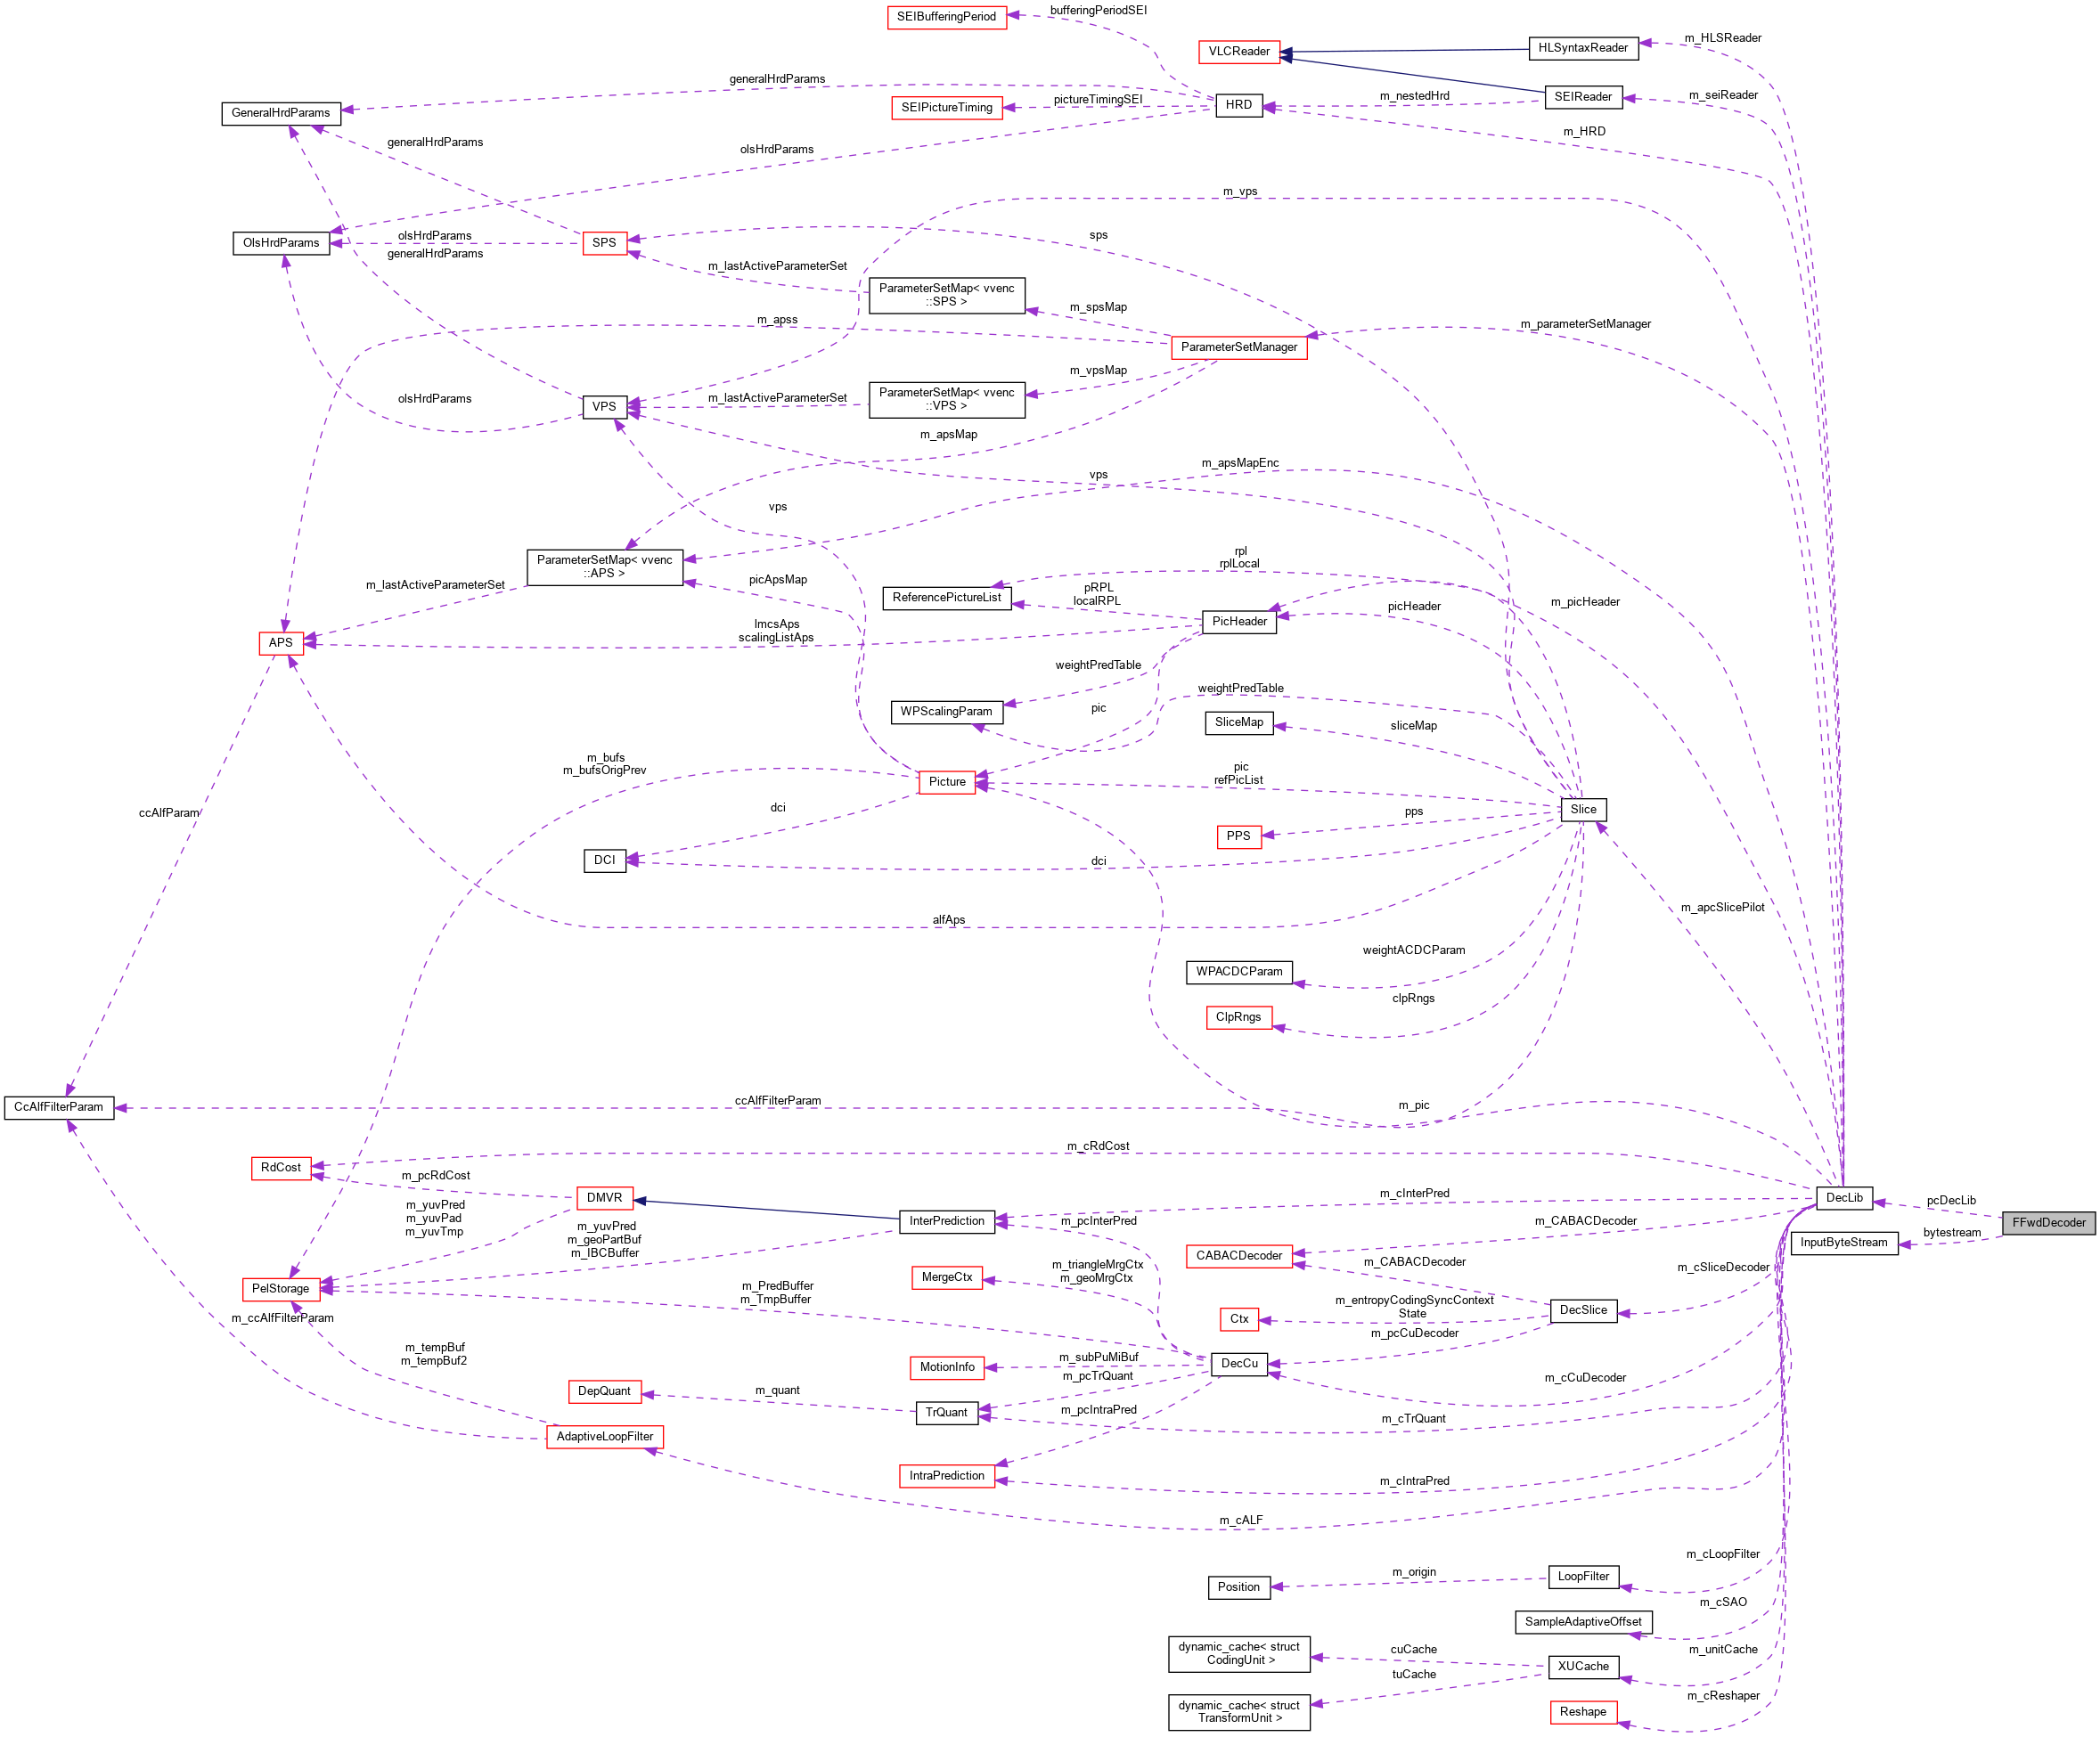 bufferingPeriodSEI
SEIBufferingPeriod
m_HLSReader
VLCReader
HLSyntaxReader
generalHrdParams
m_seiReader
pictureTimingSEI
m_nestedHrd
SEIReader
GeneralHrdParams
SEIPictureTiming
HRD
m_HRD
generalHrdParams
olsHrdParams
m_vps
olsHrdParams
sps
OlsHrdParams
SPS
generalHrdParams
m_lastActiveParameterSet
ParameterSetMap< vvenc
::SPS >
m_spsMap
m_apss
m_parameterSetManager
ParameterSetManager
m_vpsMap
olsHrdParams
m_lastActiveParameterSet
ParameterSetMap< vvenc
::VPS >
VPS
m_apsMap
m_apsMapEnc
vps
vps
rpl
rplLocal
ParameterSetMap< vvenc
::APS >
picApsMap
m_lastActiveParameterSet
pRPL
localRPL
ReferencePictureList
picHeader
m_picHeader
PicHeader
lmcsAps
scalingListAps
APS
weightPredTable
weightPredTable
WPScalingParam
pic
SliceMap
sliceMap
m_bufs
m_bufsOrigPrev
pic
refPicList
Picture
dci
ccAlfParam
Slice
pps
PPS
DCI
dci
m_apcSlicePilot
alfAps
weightACDCParam
WPACDCParam
clpRngs
ClpRngs
CcAlfFilterParam
ccAlfFilterParam
m_pic
m_cRdCost
RdCost
m_pcRdCost
DMVR
m_cInterPred
DecLib
pcDecLib
m_yuvPred
m_yuvPad
m_yuvTmp
m_yuvPred
m_geoPartBuf
m_IBCBuffer
InterPrediction
m_pcInterPred
m_CABACDecoder
FFwdDecoder
bytestream
InputByteStream
CABACDecoder
m_CABACDecoder
m_cSliceDecoder
m_triangleMrgCtx
m_geoMrgCtx
MergeCtx
PelStorage
m_PredBuffer
m_TmpBuffer
m_entropyCodingSyncContext
State
DecSlice
m_ccAlfFilterParam
Ctx
m_pcCuDecoder
m_tempBuf
m_tempBuf2
m_subPuMiBuf
MotionInfo
DecCu
m_pcTrQuant
m_cCuDecoder
DepQuant
m_quant
TrQuant
m_pcIntraPred
m_cTrQuant
AdaptiveLoopFilter
IntraPrediction
m_cIntraPred
m_cALF
m_cLoopFilter
m_origin
LoopFilter
Position
m_cSAO
SampleAdaptiveOffset
dynamic_cache< struct
CodingUnit >
cuCache
m_unitCache
XUCache
tuCache
m_cReshaper
dynamic_cache< struct
TransformUnit >
Reshape